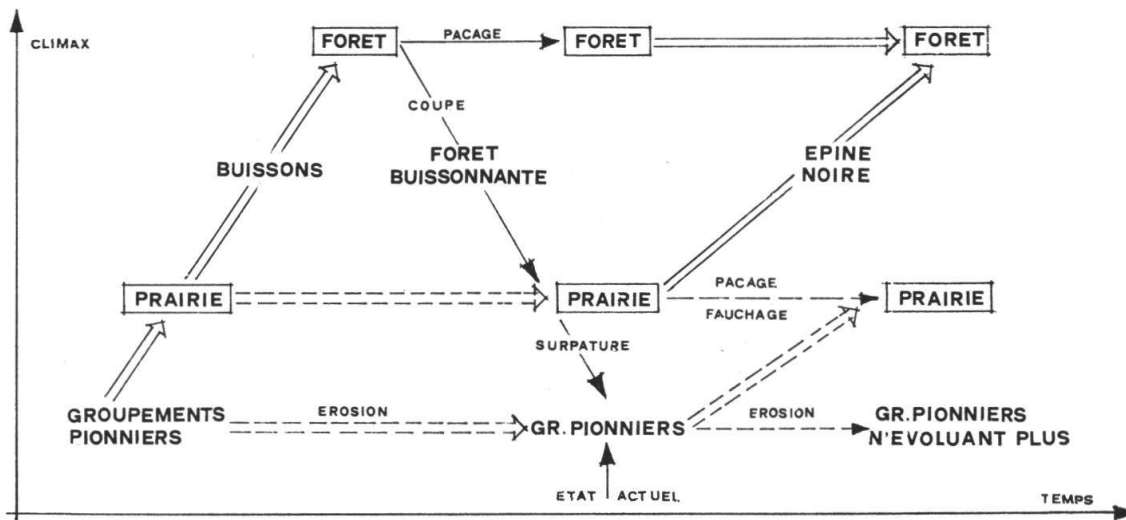 CLIMAX
FORET
PACAGE
FORET
FORET
COUPE
BUISSONS
FORET
BUISSONNANTE
EPINE
NOIRE
PRAIRIE
PRAIRIE
PACAGE
FAUCHAGE
PRAIRIE
SURPATURE
GROUPEMENTS
PIONNIERS
EROSION
GR. PIONNIERS
EROSION
GR. PIONNIERS
N'EVOLUANT PLUS
ETAT ACTUEL
TEMPS